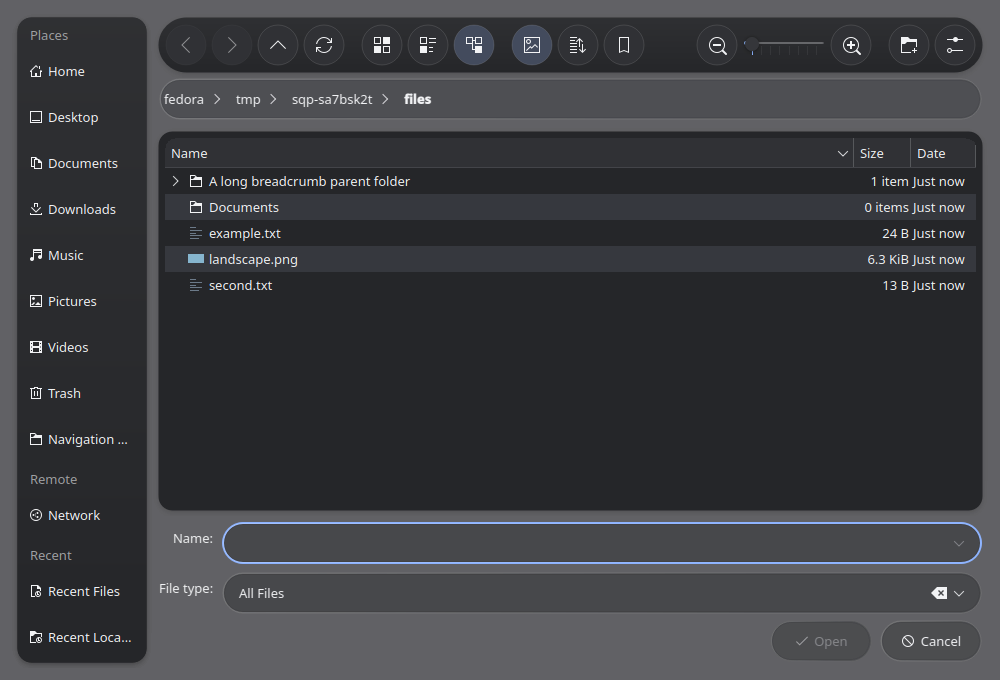 Places
Home
Desktop
Documents
Downloads
Music
Pictures
Videos
Trash
Navigation ...
Remote
Network
Recent
Recent Files
Recent Loca...
fedora > tmp > sqp-sa7bsk2t > files
Name Size Date
A long breadcrumb parent folder 1 item Just now
Documents 0 items Just now
example.txt 24 B Just now
landscape.png 6.3 KiB Just now
second.txt 13 B Just now
Name:
File type: All Files
Open Cancel